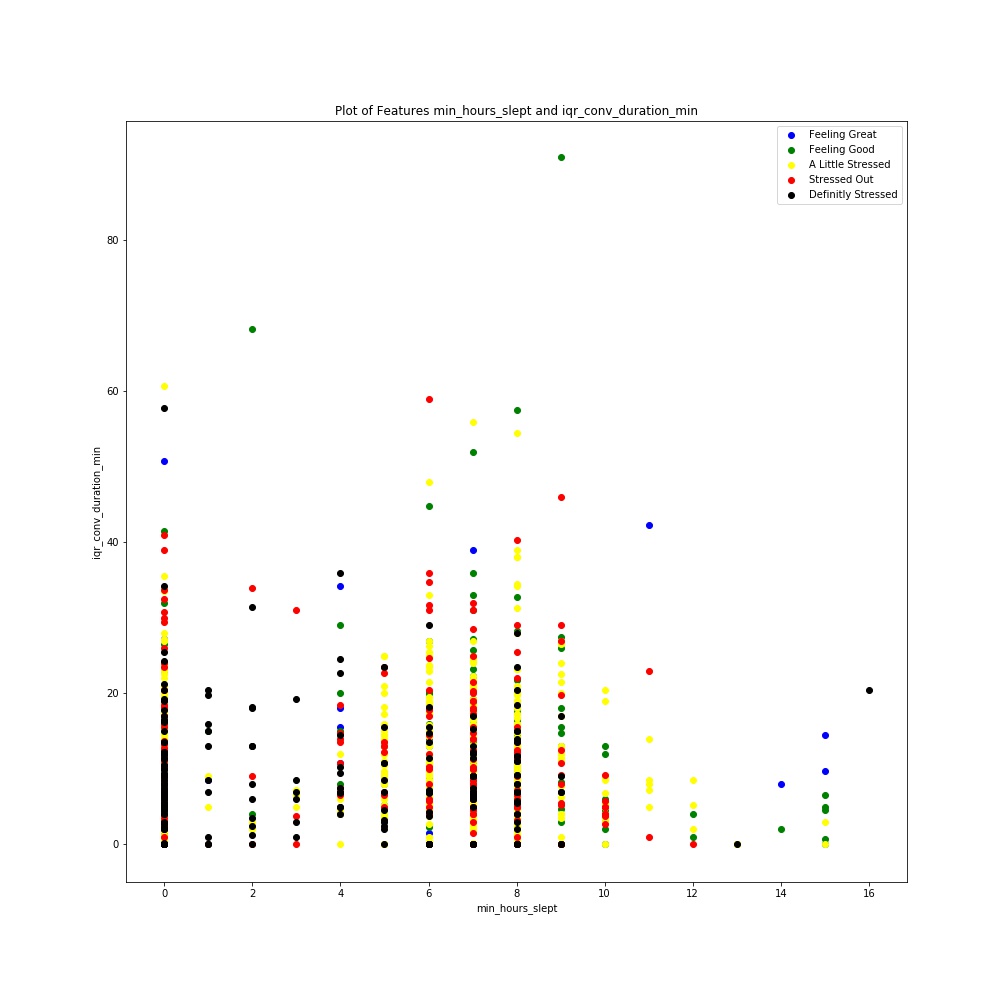 Plot of Features min_hours_slept and iqr_conv_duration_min
Feeling Great
Feeling Good
A Little Stressed
Stressed Out
Definitly Stressed
80
60
40
20
0
iqr_conv_duration_min
0 2 4 6 8 10 12 14 16
min_hours_slept